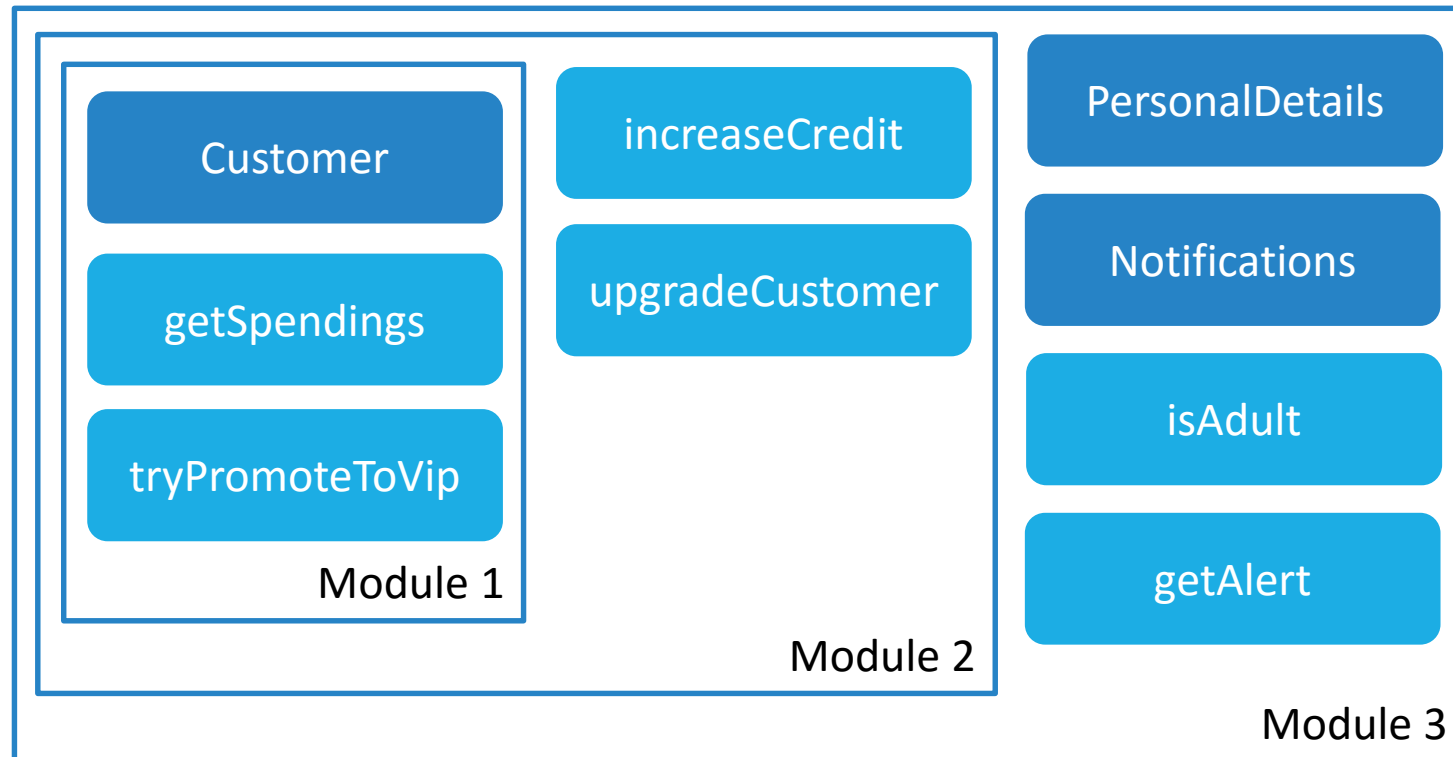 Customer
getSpendings
tryPromoteToVip
Module 1
increaseCredit
upgradeCustomer
Module 2
PersonalDetails
Notifications
isAdult
getAlert
Module 3